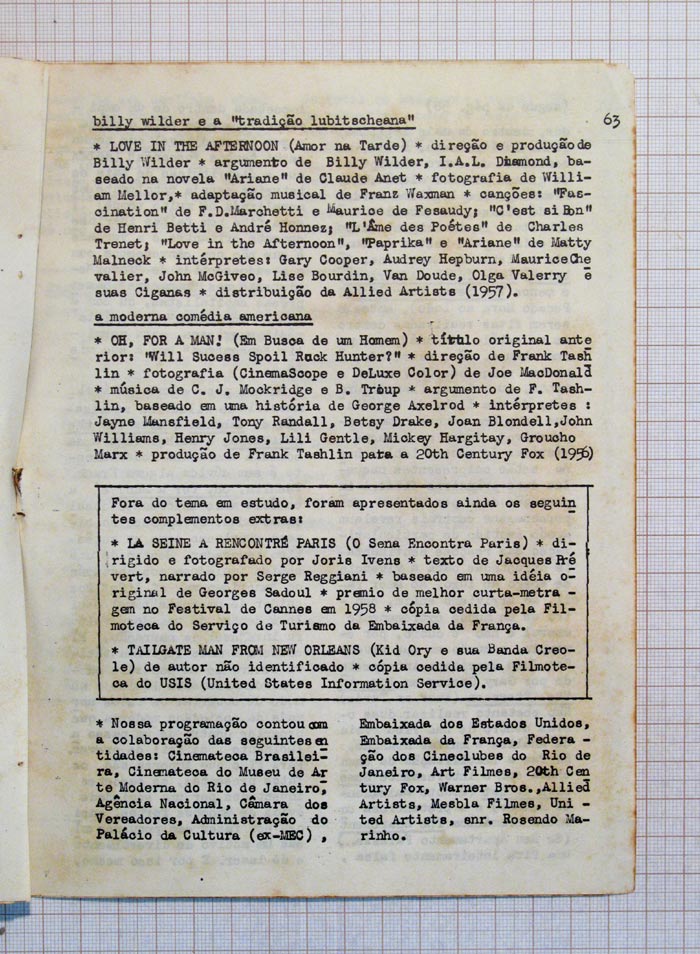 63
billy wilder e a "tradição lubitscheana"
* LOVE IN THE AFTERNOON (Amor na Tarde) * direção e produção de
Billy Wilder * argumento de Billy Wilder, I.A.L. Diamond, ba-
seado na novela "Ariane" de Claude Anet * fotografia de Willi-
am Mellor,* adaptação musical de Franz Waxman * canções: "Fas-
cination" de F.D.Marchetti e Maurice de Fesaudy; "C'est si Bon"
de Henri Betti e André Honnez; "L'Âme des Poétes" de Charles
Trenet; "Love in the Afternoon", "Paprika" e "Ariane" de Matty
Malneck * intérpretes: Gary Cooper, Audrey Hepburn, Maurice Che
valier, John McGiveo, Lise Bourdin, Van Doude, Olga Valerry e
suas Ciganas * distribuição da Allied Artists (1957).
a moderna comédia americana
* OH, FOR A MAN! (Em Busca de um Homem) * título original ante
rior: "Will Sucess Spoil Rock Hunter?" * direção de Frank Tash
lin * fotografia (CinemaScope e DeLuxe Color) de Joe MacDonald
* música de C. J. Mockridge e B. Troup * argumento de F. Tash-
lin, baseado em uma história de George Axelrod * intérpretes :
Jayne Mansfield, Tony Randall, Betsy Drake, Joan Blondell,John
Williams, Henry Jones, Lili Gentle, Mickey Hargitay, Groucho
Marx * produção de Frank Tashlin para a 20th Century Fox (1956)
Fora do tema em estudo, foram apresentados ainda os seguin
tes complementos extras:
* LA SEINE A RENCONTRÉ PARIS (O Sena Encontra Paris) * di-
rigido e fotografado por Joris Ivens * texto de Jacques Pré
vert, narrado por Serge Reggiani * baseado em uma idéia o-
riginal de Georges Sadoul * premio de melhor curta-metra -
gem no Festival de Cannes em 1958 * cópia cedida pela Fil-
moteca do Serviço de Turismo da Embaixada da França.
* TAILGATE MAN FROM NEW ORLEANS (Kid Ory e sua Banda Creo-
le) de autor não identificado * cópia cedida pela Filmote-
ca do USIS (United States Information Service).
* Nossa programação contou com
a colaboração das seguintes en
tidades: Cinemateca Brasilei-
ra, Cinemateca do Museu de Ar
te Moderna do Rio de Janeiro,
Agência Nacional, Câmara dos
Vereadores, Administração do
Palácio da Cultura (ex-MEC) ,
Embaixada dos Estados Unidos,
Embaixada da França, Federa -
ção dos Cineclubes do Rio de
Janeiro, Art Filmes, 20th Cen
tury Fox, Warner Bros.,Allied
Artists, Mesbla Filmes, Uni -
ted Artists, snr. Rosendo Ma-
rinho.